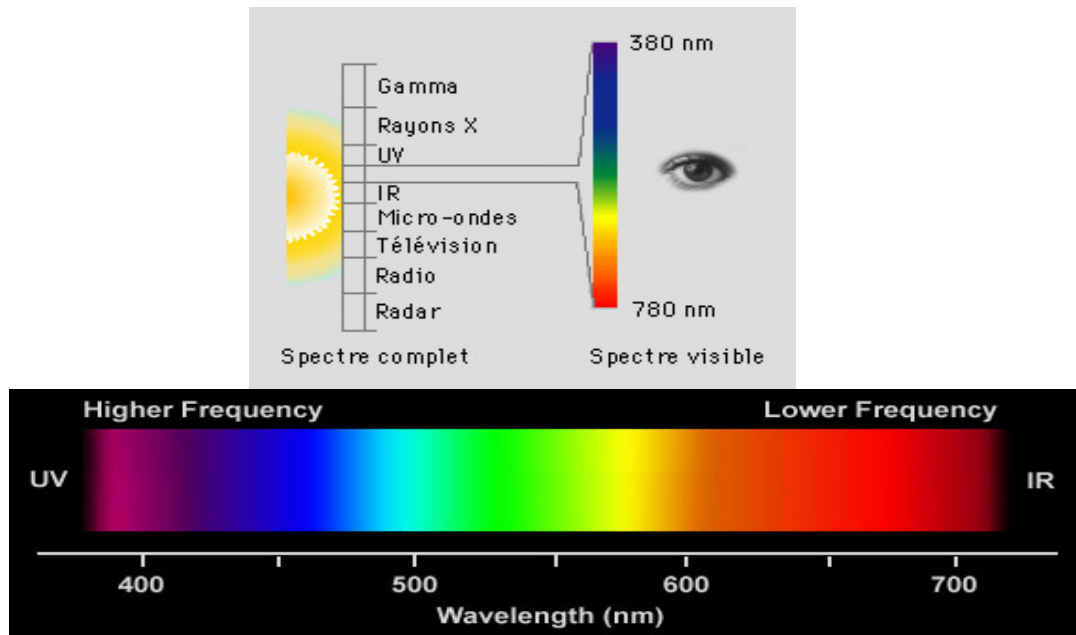 380 nm
Gamma
Rayons X
UV
IR
Micro-ondes
Télévision
Radio
Radar
780 nm
Spectre complet
Spectre visible
Higher Frequency
Lower Frequency
UV
IR
400
500
600
700
Wavelength (nm)